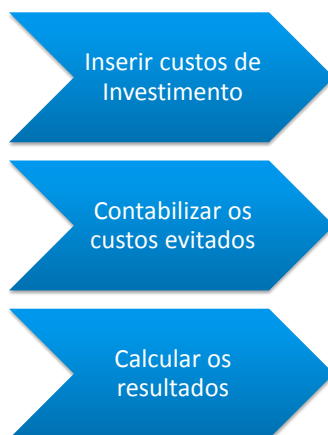 Inserir custos de
Investimento
Contabilizar os
custos evitados
Calcular os
resultados